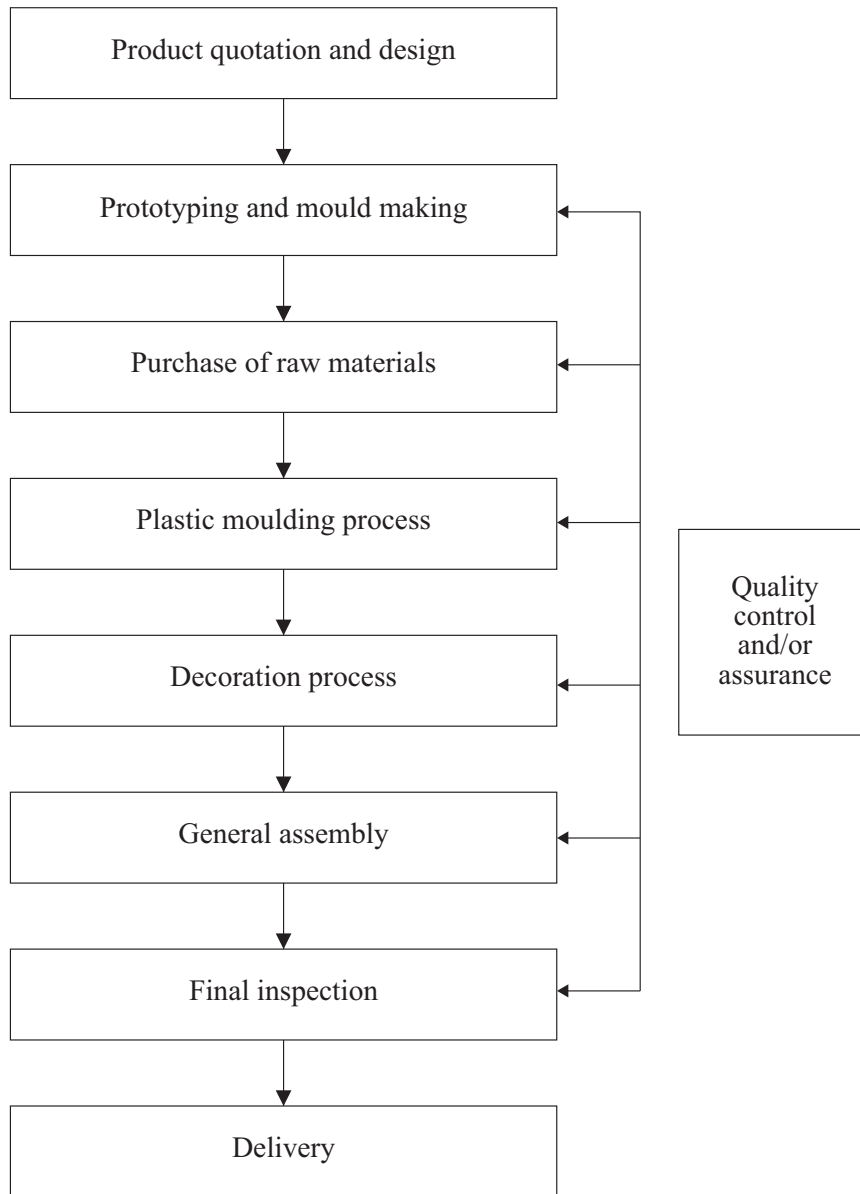 Product quotation and design
Prototyping and mould making
Purchase of raw materials
Plastic moulding process
Decoration process
General assembly
Final inspection
Delivery
Quality
control
and/or
assurance